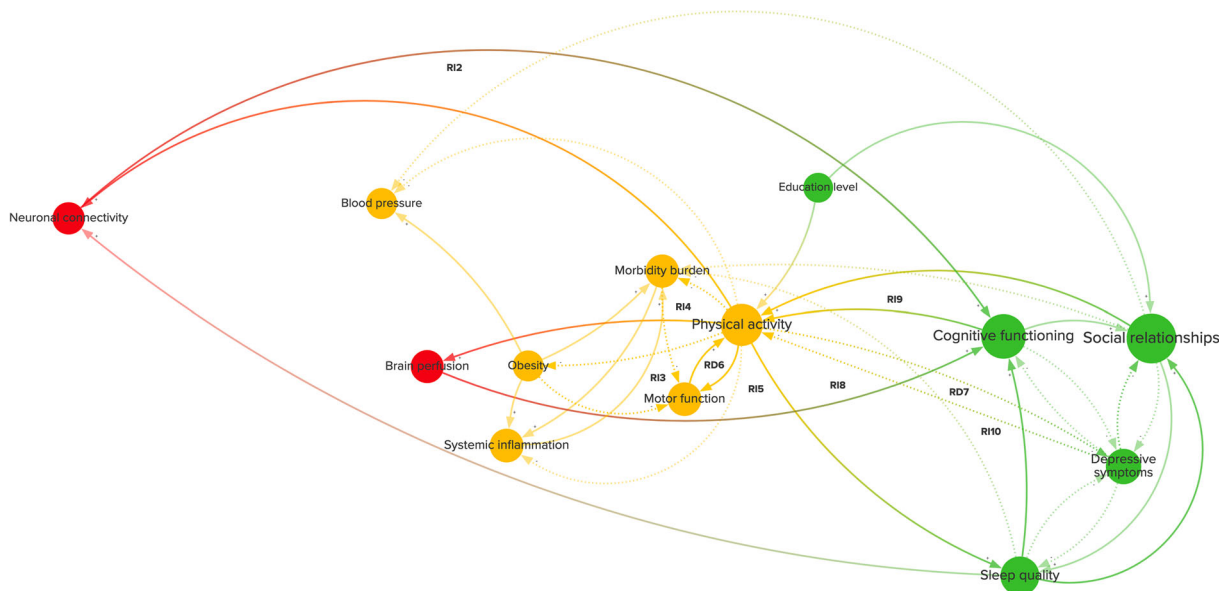 RI2
Education level
Blood pressure
Neuronal connectivity
Morbidity burden
RI4
RI9
Physical activity
Cognitive functioning
Social relationships
Brain perfusion
Obesity
RI3
RD6
RI5
RI8
RD7
Motor function
RI10
Systemic inflammation
Depressive
symptoms
Sleep quality